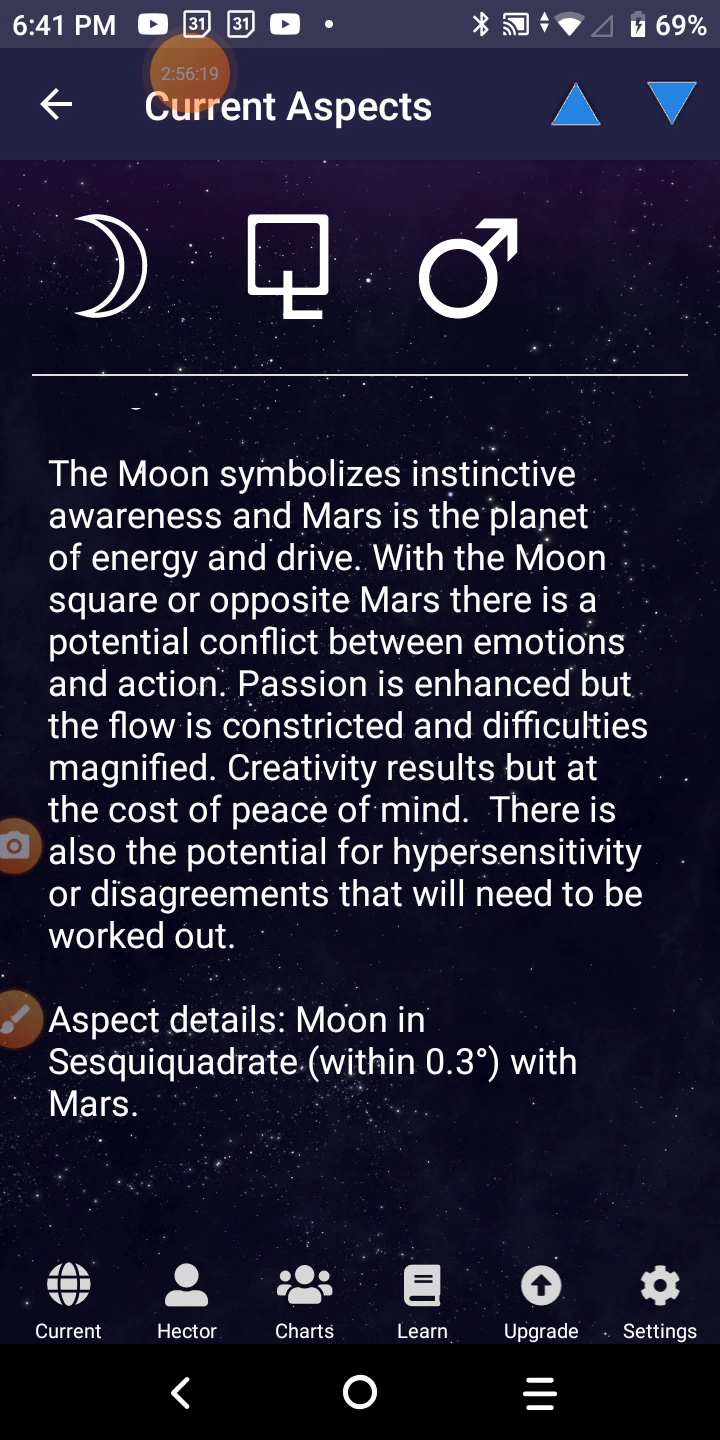 6:41 PM
31
31
69%
2:56:19
Current Aspects
The Moon symbolizes instinctive
awareness and Mars is the planet
of energy and drive. With the Moon
square or opposite Mars there is a
potential conflict between emotions
and action. Passion is enhanced but
the flow is constricted and difficulties
magnified. Creativity results but at
the cost of peace of mind.  There is
also the potential for hypersensitivity
or disagreements that will need to be
worked out.
Aspect details: Moon in
Sesquiquadrate (within 0.3°) with
Mars.
Current
Hector
Charts
Learn
Upgrade
Settings